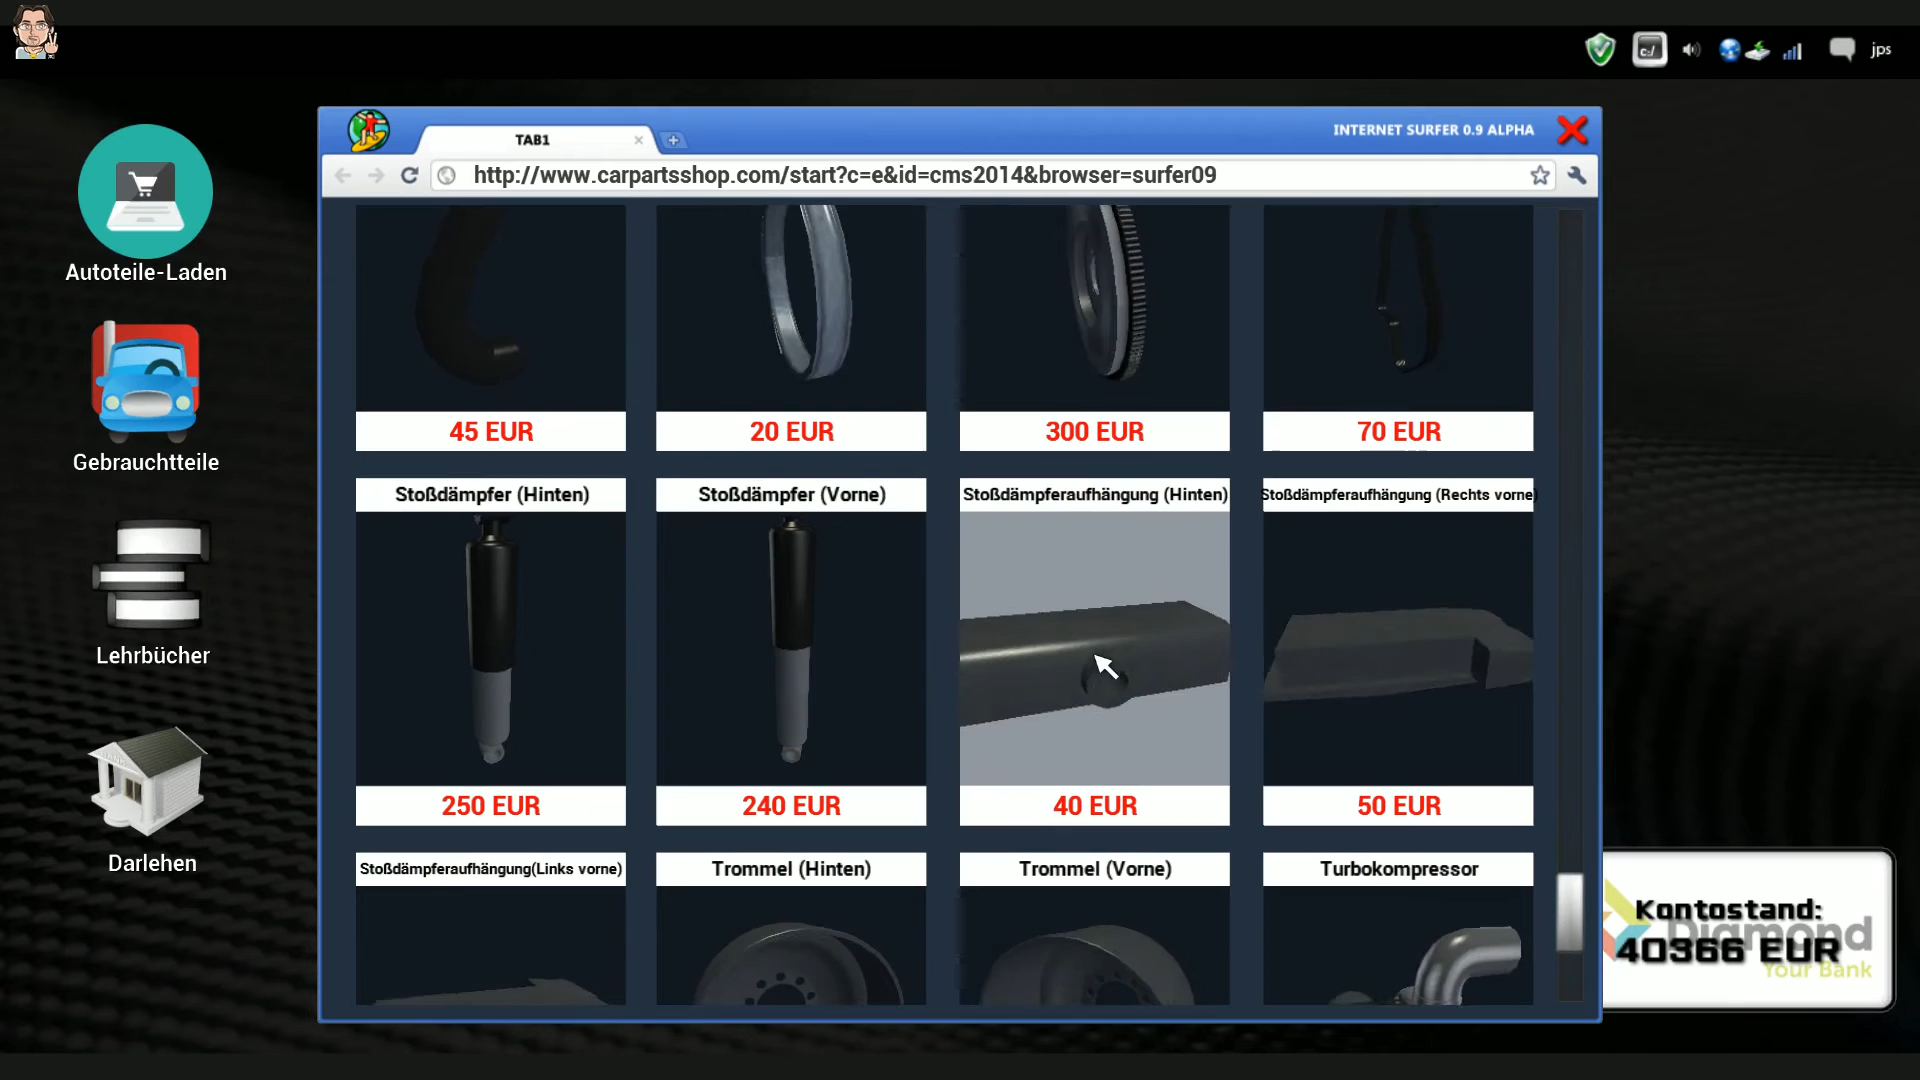 c:/
jps
TAB1
INTERNET SURFER 0.9 ALPHA
http://www.carpartsshop.com/start?c=e&id=cms2014&browser=surfer09
Autoteile-Laden
Gebrauchtteile
Lehrbücher
Darlehen
45 EUR
20 EUR
300 EUR
70 EUR
Stoßdämpfer (Hinten)
Stoßdämpfer (Vorne)
Stoßdämpferaufhängung (Hinten)
Stoßdämpferaufhängung (Rechts vorne)
250 EUR
240 EUR
40 EUR
50 EUR
Stoßdämpferaufhängung(Links vorne)
Trommel (Hinten)
Trommel (Vorne)
Turbokompressor
Kontostand:
40366 EUR
Diamond
Your Bank